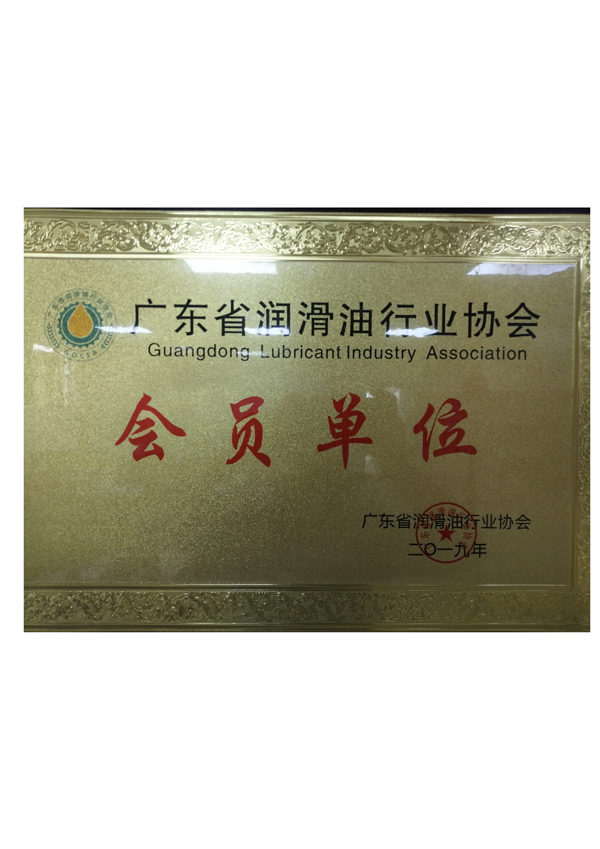 广东省润滑油行业协会
Guangdong Lubricant Industry Association
会员单位
广东省润滑油行业协会
二〇一九年